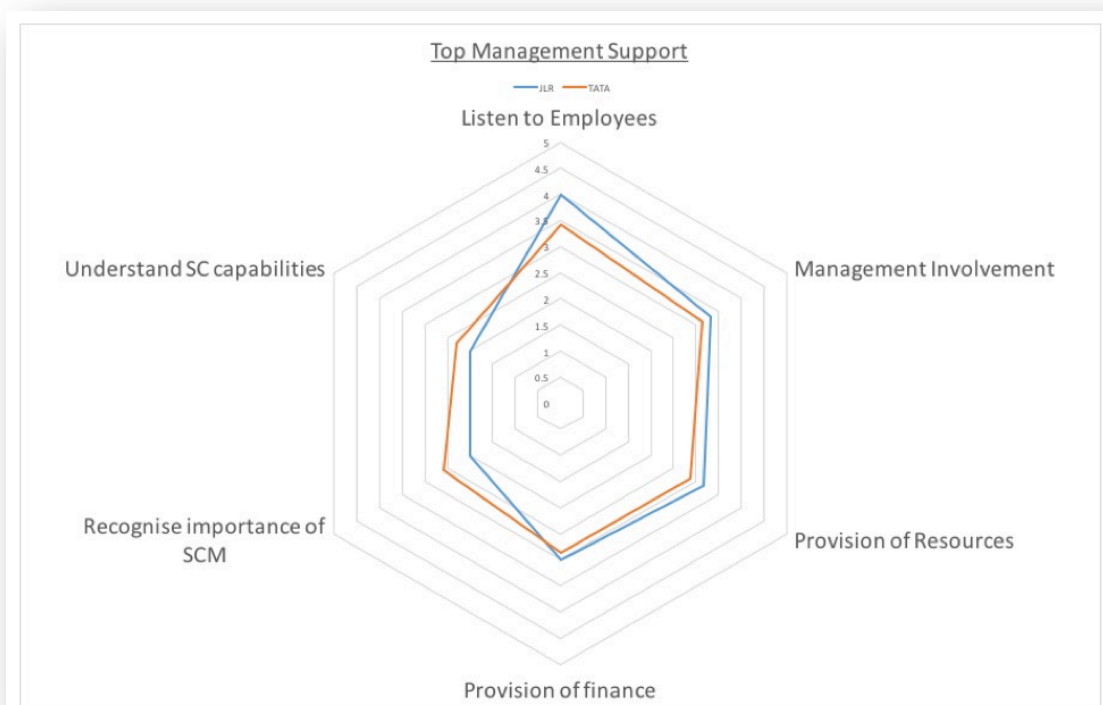 Top Management Support
JLR TATA
Listen to Employees
5
4.5
4
3.5
3
2.5
2
1.5
1
0.5
0
Understand SC capabilities
Management Involvement
Recognise importance of
SCM
Provision of Resources
Provision of finance